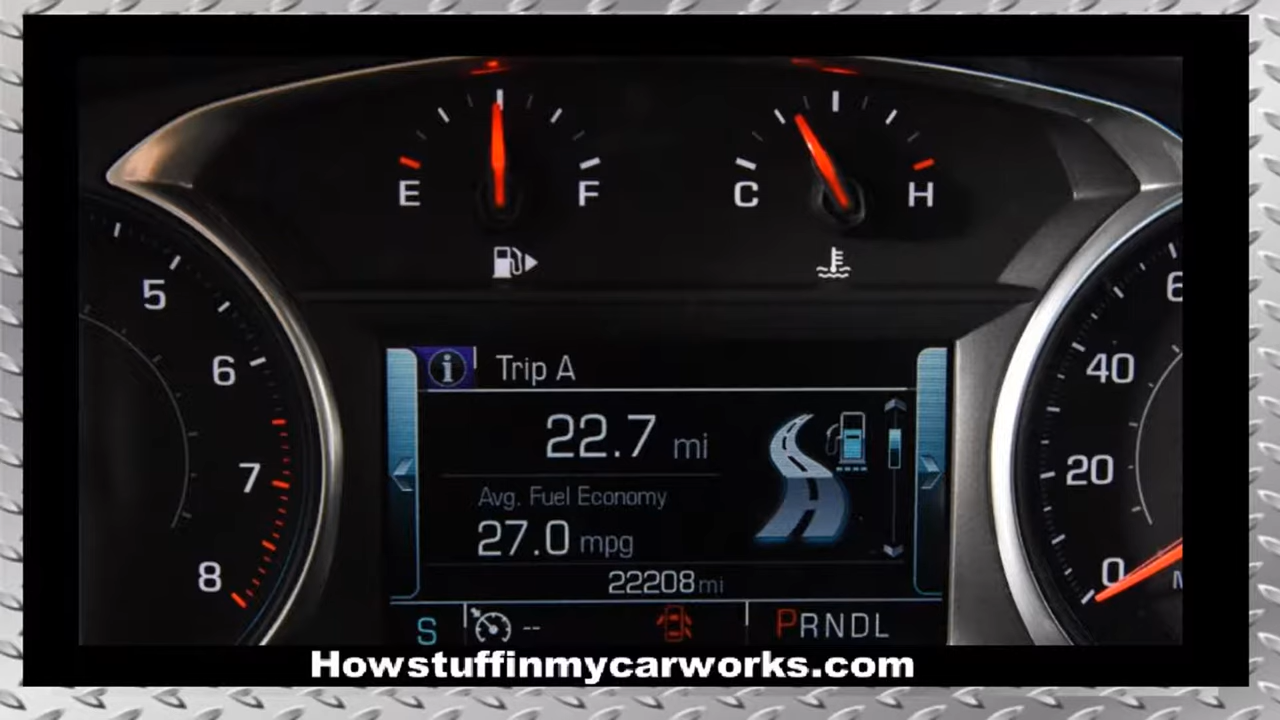 E F
C H
5
6
7
8
i Trip A
22.7 mi
Avg. Fuel Economy
27.0 mpg
22208 mi
S -- PRNDL
40
20
0
Howstuffinmycarworks.com